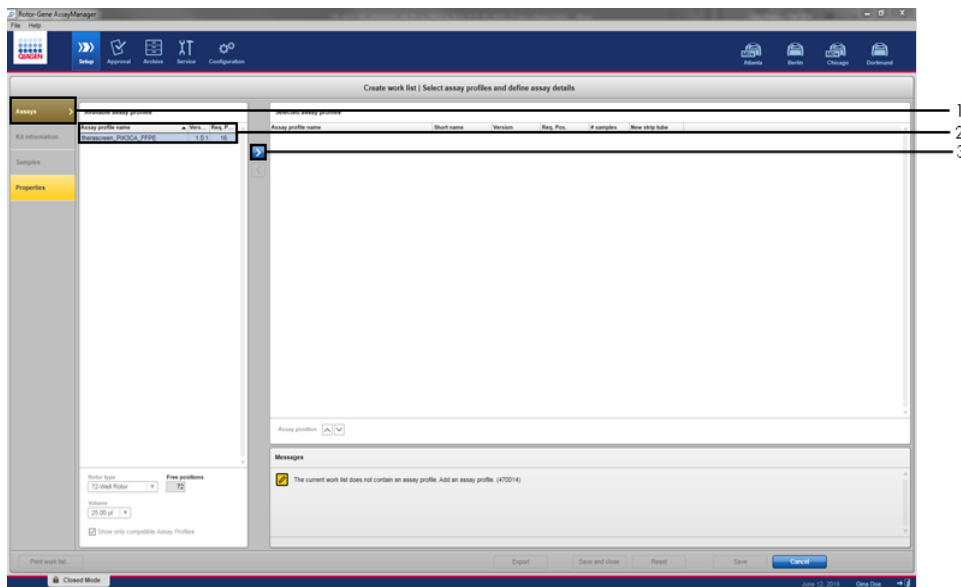 Rotor-Gene AssayManager
File Help
QIAGEN
Setup Approval Archive Service Configuration
Atlanta Berlin Chicago Dortmund
Create work list | Select assay profiles and define assay details
Assays
Available assay profiles
Selected assay profiles
1
Assay profile name Vers... Req. P...
Assay profile name Short name Version Req. Pos. # samples New strip tube
2
therascreen_PIK3CA_FFPE 1.0.1 16
Kit information
3
Samples
Properties
Assay position
Messages
The current work list does not contain an assay profile. Add an assay profile. (470014)
Rotor type Free positions
72-Well Rotor 72
Volume
25.00 µl
Show only compatible Assay Profiles
Print work list... Export Save and close Reset Save Cancel
Closed Mode June 12, 2019 Gina Doe